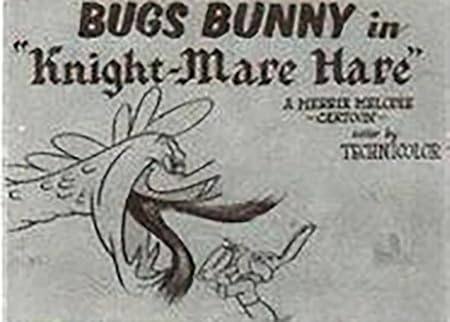 BUGS BUNNY in
"Knight-Mare Hare"
A MERRIE MELODIE
-CARTOON-
color by
TECHNICOLOR